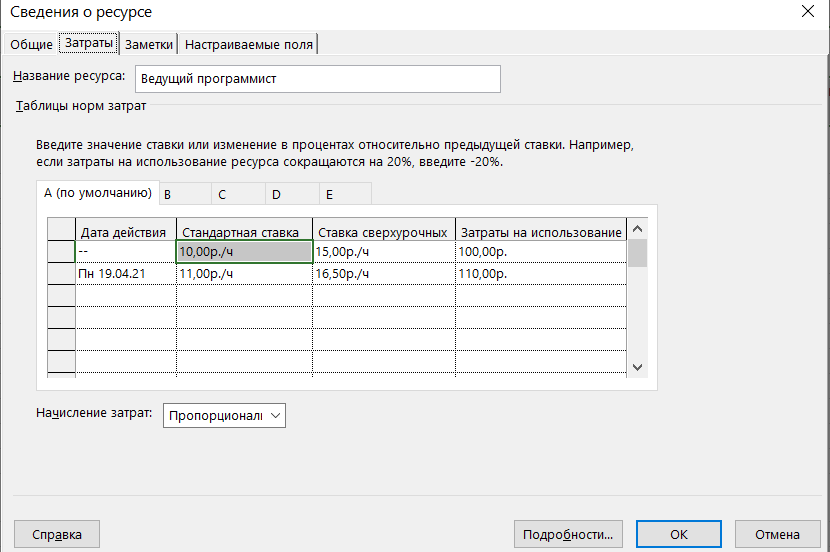 Сведения о ресурсе
Общие Затраты Заметки Настраиваемые поля
Название ресурса: Ведущий программист
Таблицы норм затрат
Введите значение ставки или изменение в процентах относительно предыдущей ставки. Например,
если затраты на использование ресурса сокращаются на 20%, введите -20%.
A (по умолчанию) B C D E
Дата действия Стандартная ставка Ставка сверхурочных Затраты на использование
-- 10,00р./ч 15,00р./ч 100,00р.
Пн 19.04.21 11,00р./ч 16,50р./ч 110,00р.
Начисление затрат: Пропорционалы
Справка Подробности... ОК Отмена